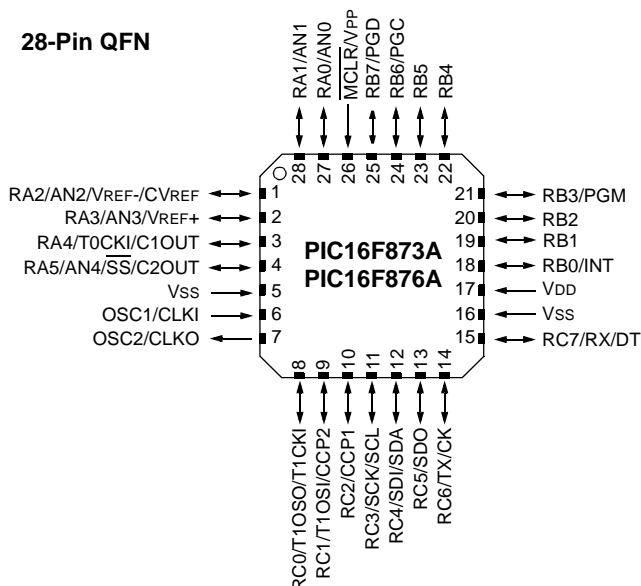 28-Pin QFN
RA1/AN1
RA0/AN0
MCLR/VPP
RB7/PGD
RB6/PGC
RB5
RB4
28
27
26
25
24
23
22
RA2/AN2/VREF-/CVREF
1
RA3/AN3/VREF+
2
RA4/T0CKI/C1OUT
3
RA5/AN4/SS/C2OUT
4
VSS
5
OSC1/CLKI
6
OSC2/CLKO
7
PIC16F873A
PIC16F876A
21
RB3/PGM
20
RB2
19
RB1
18
RB0/INT
17
VDD
16
VSS
15
RC7/RX/DT
8
9
10
11
12
13
14
RC0/T1OSO/T1CKI
RC1/T1OSI/CCP2
RC2/CCP1
RC3/SCK/SCL
RC4/SDI/SDA
RC5/SDO
RC6/TX/CK